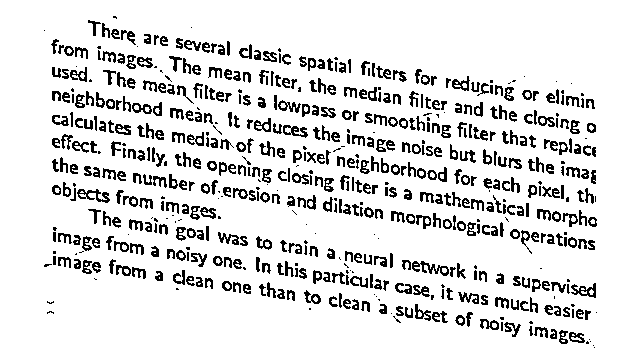 There are several classic spatial filters for reducing or elimin
from images. The mean filter, the median filter and the closing o
used. The mean filter is a lowpass or smoothing filter that replace
neighborhood mean. It reduces the image noise but blurs the imag
calculates the median of the pixel neighborhood for each pixel, th
effect. Finally, the opening closing filter is a mathematical morpho
the same number of erosion and dilation morphological operations
objects from images.
The main goal was to train a neural network in a supervised
image from a noisy one. In this particular case, it was much easier
image from a clean one than to clean a subset of noisy images.